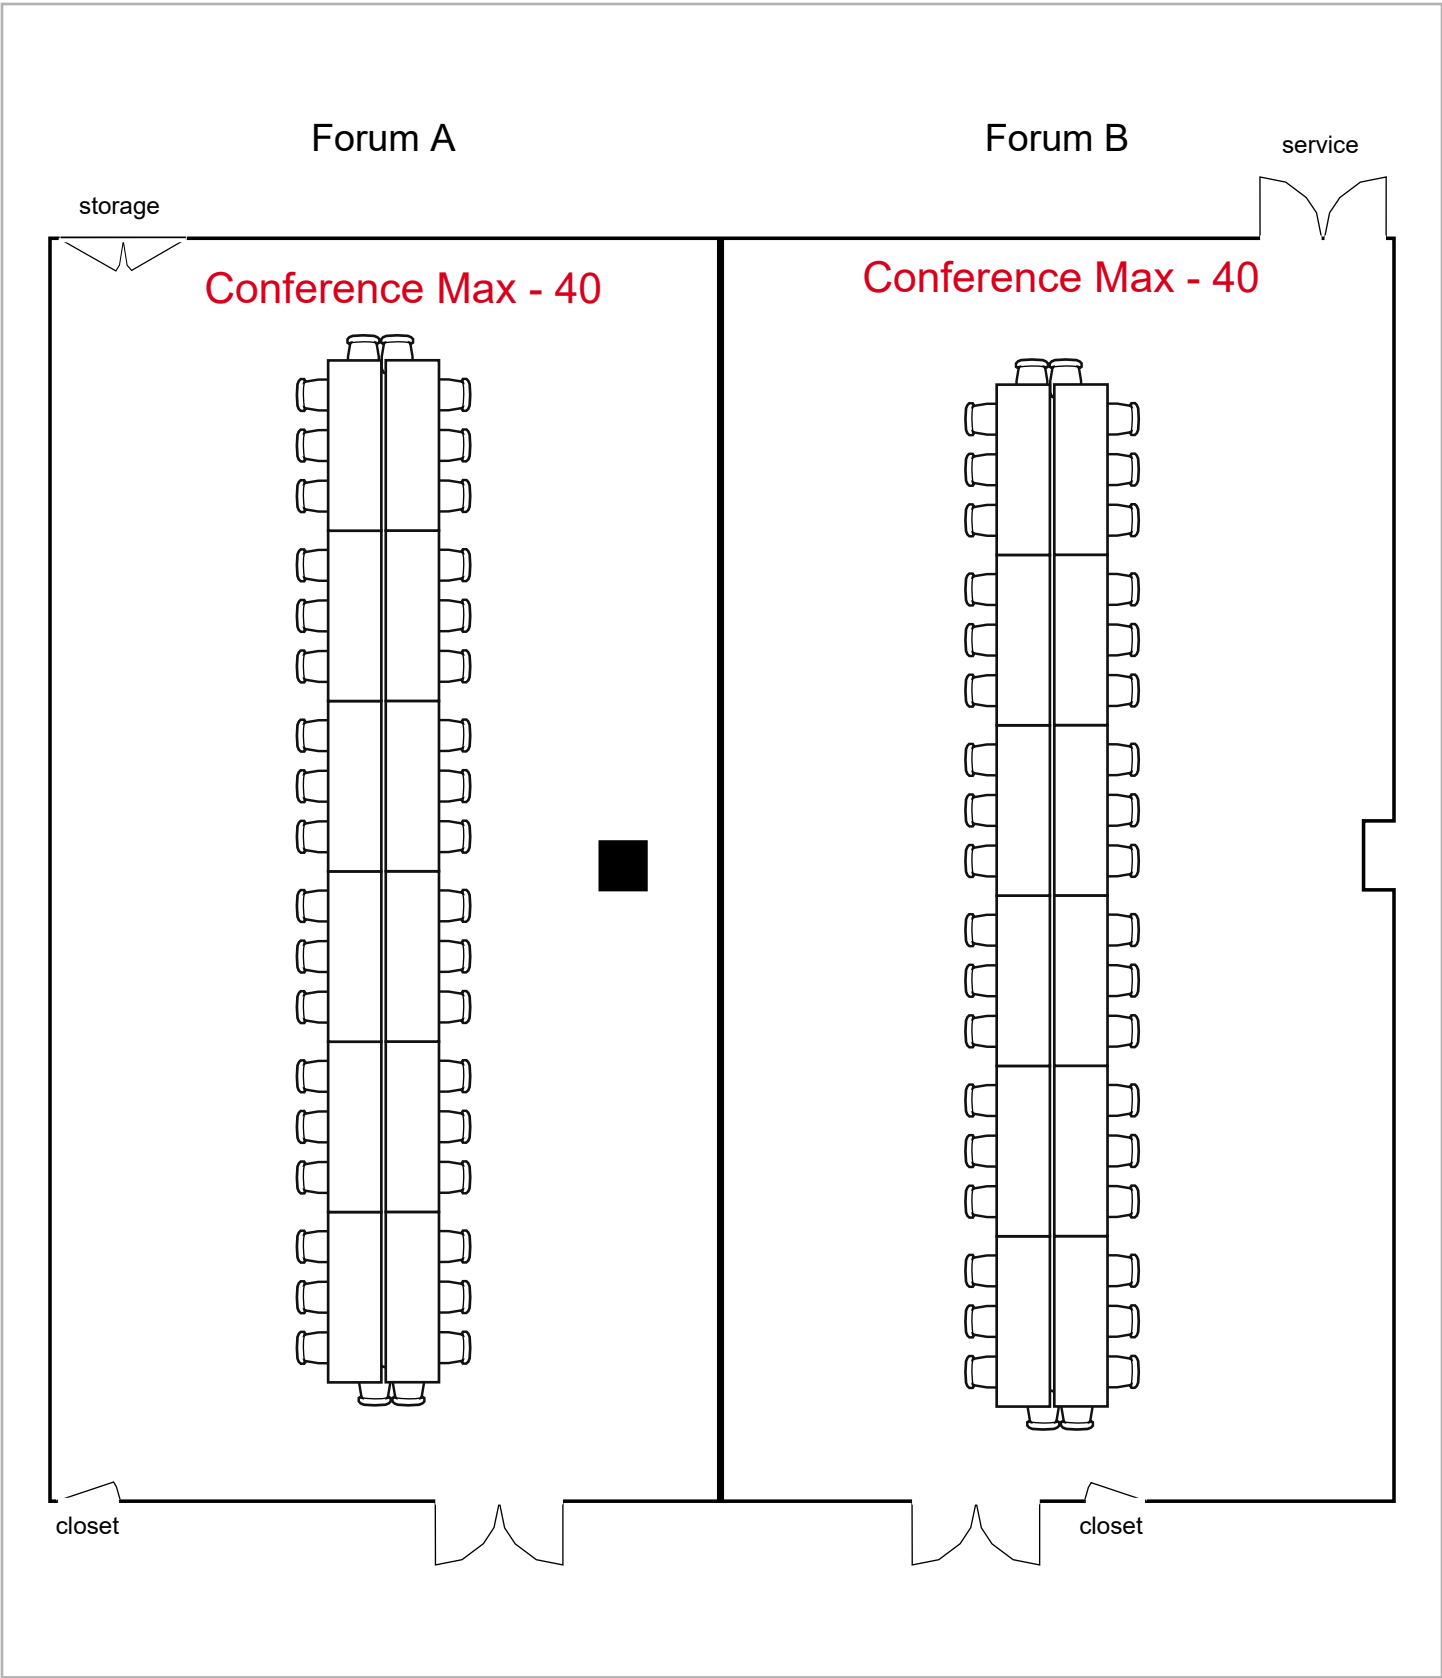 Forum A
Forum B
service
storage
Conference Max - 40
Conference Max - 40
closet
closet